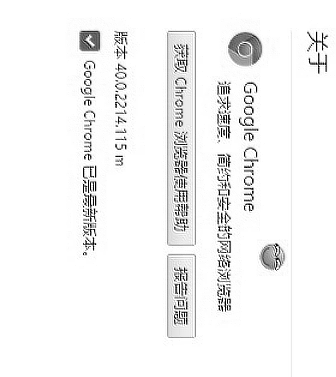 关于
Google Chrome
追求速度、简约和安全的网络浏览器
获取 Chrome 浏览器使用帮助
报告问题
版本 40.0.2214.115 m
Google Chrome 已是最新版本。